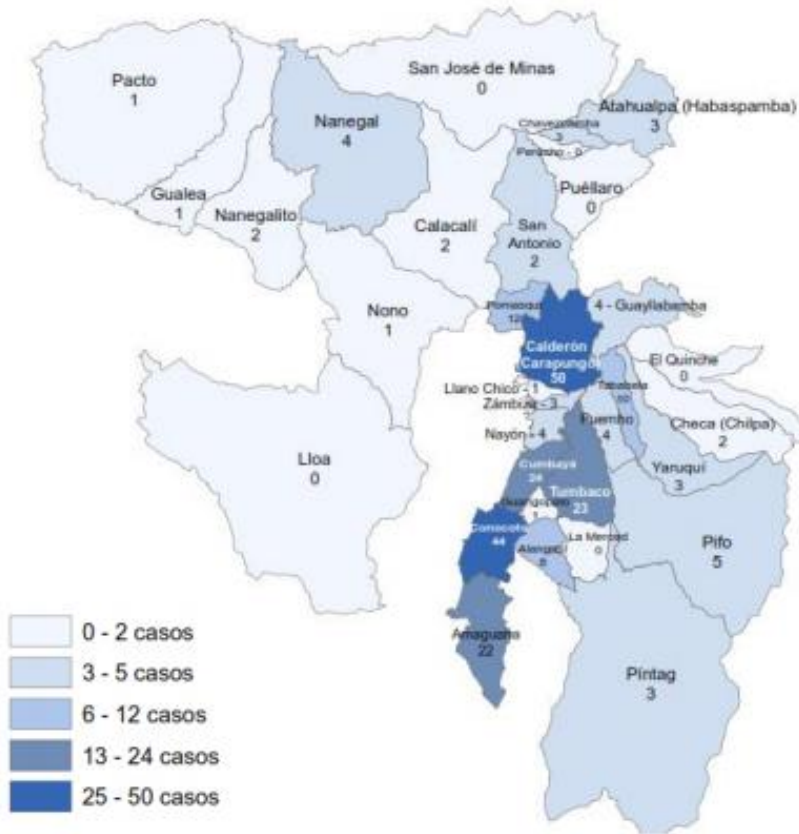 San José de Minas
0
Pacto
1
Nanegal
4
Atahualpa (Habaspamba)
3
3
Perucho - 0
Puéllaro
0
Gualea
1
Nanegalito
2
Calacalí
2
San
Antonio
2
Nono
1
Pomasqui
12
4 - Guayllabamba
Calderón
(Carapungo)
50
El Quinche
0
Llano Chico - 1
Zámbiza - 3
Nayón - 4
Puembo
4
Checa (Chilpa)
2
Yaruquí
3
Lloa
0
Cumbayá
24
Tumbaco
23
1
Conocoto
44
La Merced
0
Pifo
5
Amaguaña
22
Píntag
3
0 - 2 casos
3 - 5 casos
6 - 12 casos
13 - 24 casos
25 - 50 casos